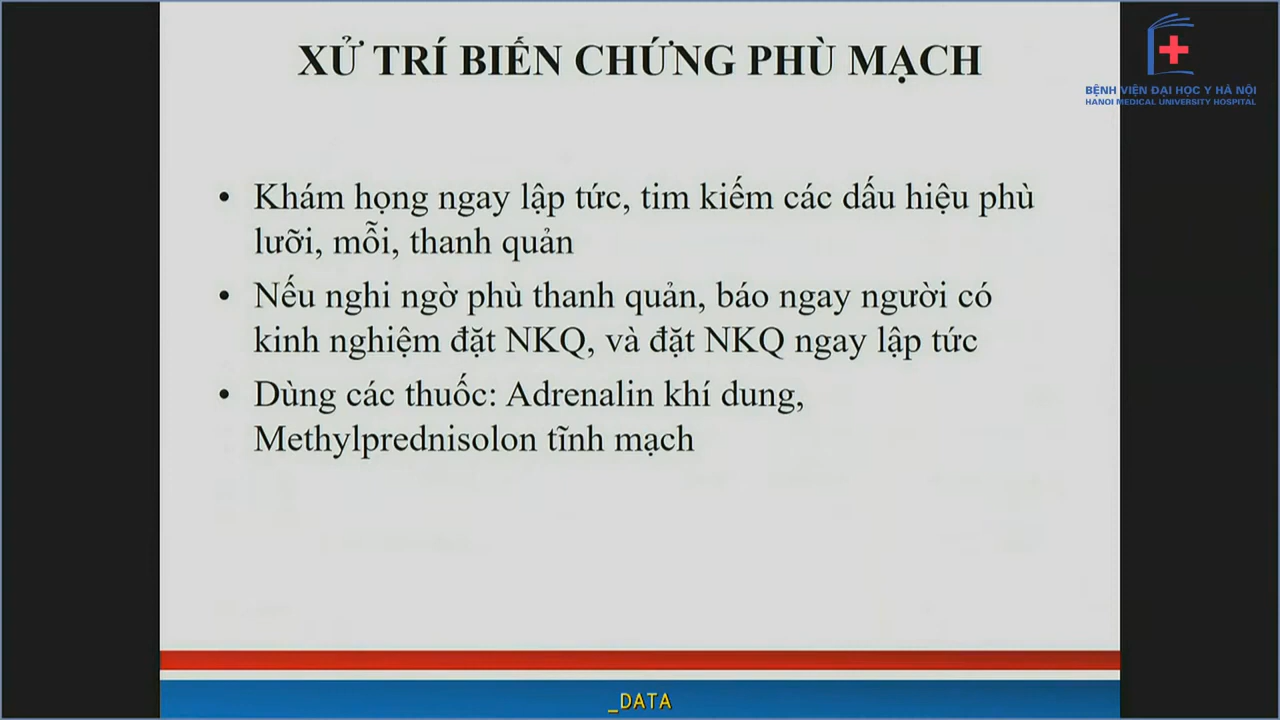 XỬ TRÍ BIẾN CHỨNG PHÙ MẠCH
BỆNH VIỆN ĐẠI HỌC Y HÀ NỘI
HANOI MEDICAL UNIVERSITY HOSPITAL
• Khám họng ngay lập tức, tim kiếm các dấu hiệu phù
lưỡi, mỗi, thanh quản
• Nếu nghi ngờ phù thanh quản, báo ngay người có
kinh nghiệm đặt NKQ, và đặt NKQ ngay lập tức
• Dùng các thuốc: Adrenalin khí dung,
Methylprednisolon tĩnh mạch
_DATA